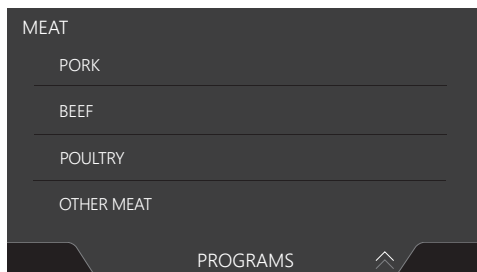 MEAT
PORK
BEEF
POULTRY
OTHER MEAT
PROGRAMS